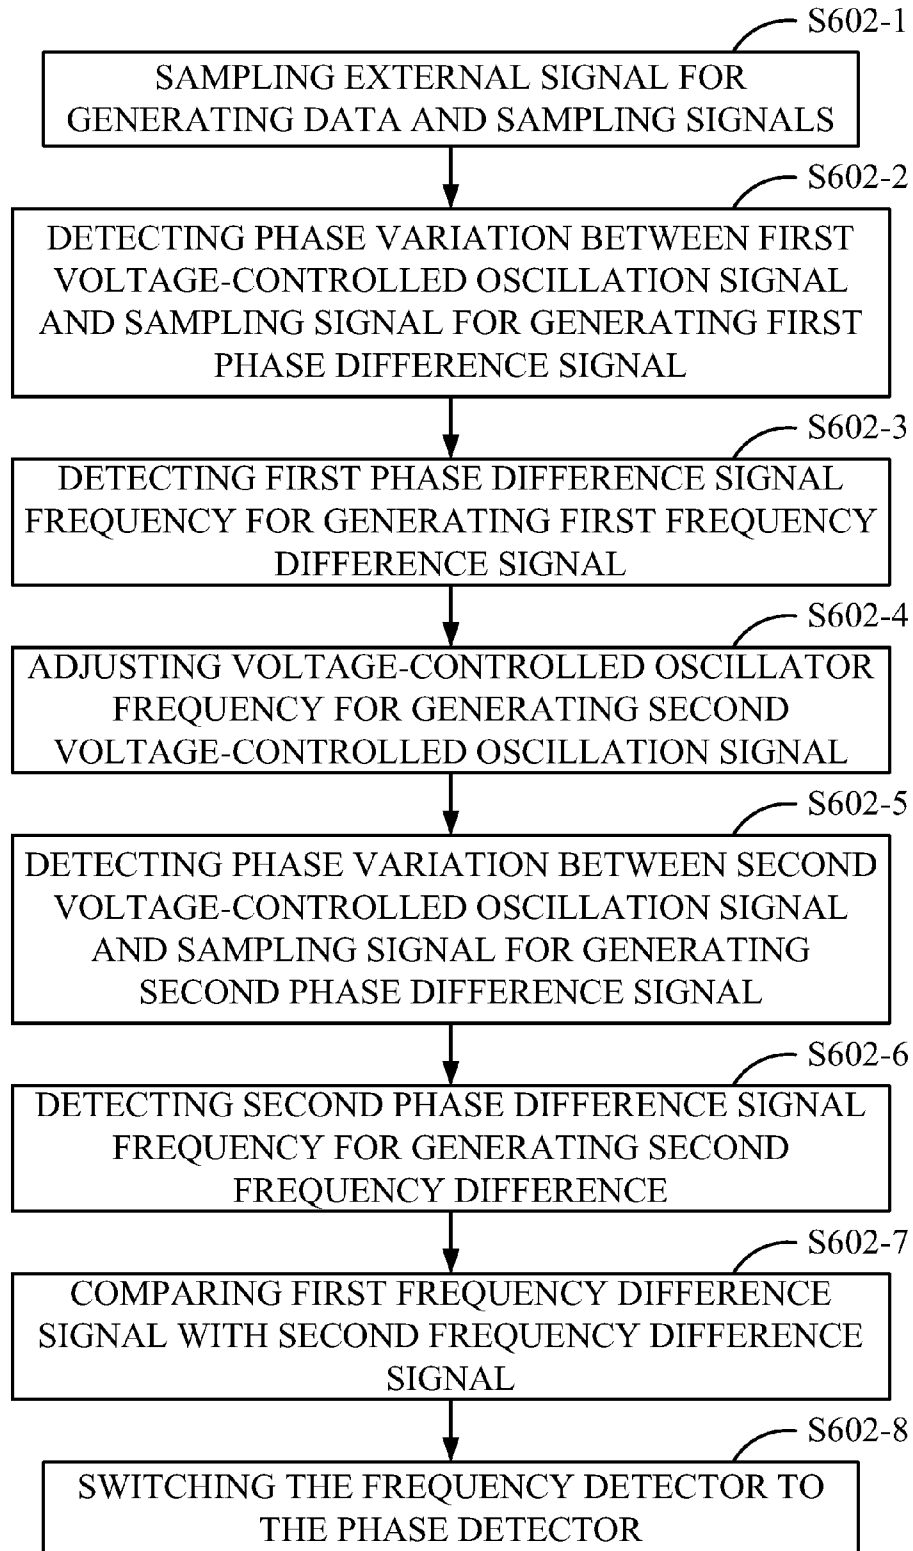 S602-1
SAMPLING EXTERNAL SIGNAL FOR
GENERATING DATA AND SAMPLING SIGNALS
S602-2
DETECTING PHASE VARIATION BETWEEN FIRST
VOLTAGE-CONTROLLED OSCILLATION SIGNAL
AND SAMPLING SIGNAL FOR GENERATING FIRST
PHASE DIFFERENCE SIGNAL
S602-3
DETECTING FIRST PHASE DIFFERENCE SIGNAL
FREQUENCY FOR GENERATING FIRST FREQUENCY
DIFFERENCE SIGNAL
S602-4
ADJUSTING VOLTAGE-CONTROLLED OSCILLATOR
FREQUENCY FOR GENERATING SECOND
VOLTAGE-CONTROLLED OSCILLATION SIGNAL
S602-5
DETECTING PHASE VARIATION BETWEEN SECOND
VOLTAGE-CONTROLLED OSCILLATION SIGNAL
AND SAMPLING SIGNAL FOR GENERATING
SECOND PHASE DIFFERENCE SIGNAL
S602-6
DETECTING SECOND PHASE DIFFERENCE SIGNAL
FREQUENCY FOR GENERATING SECOND
FREQUENCY DIFFERENCE
S602-7
COMPARING FIRST FREQUENCY DIFFERENCE
SIGNAL WITH SECOND FREQUENCY DIFFERENCE
SIGNAL
S602-8
SWITCHING THE FREQUENCY DETECTOR TO
THE PHASE DETECTOR